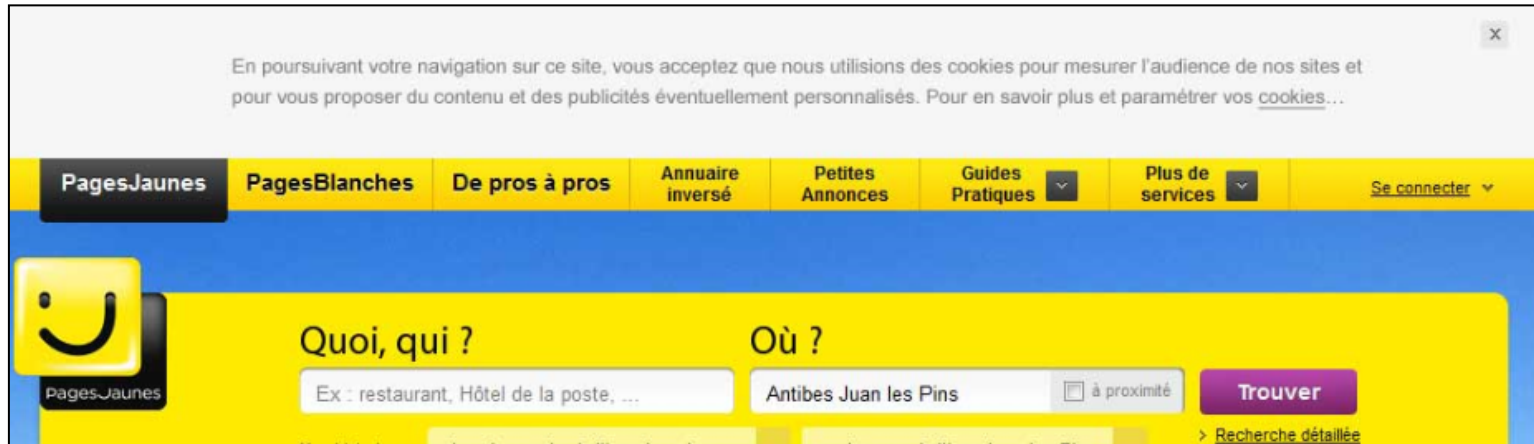 x
En poursuivant votre navigation sur ce site, vous acceptez que nous utilisions des cookies pour mesurer l'audience de nos sites et
pour vous proposer du contenu et des publicités éventuellement personnalisés. Pour en savoir plus et paramétrer vos cookies...
PagesJaunes PagesBlanches De pros à pros Annuaire inversé Petites Annonces Guides Pratiques Plus de services Se connecter
Quoi, qui ? Où ?
PagesJaunes
Ex : restaurant, Hôtel de la poste, ... Antibes Juan les Pins à proximité Trouver
> Recherche détaillée